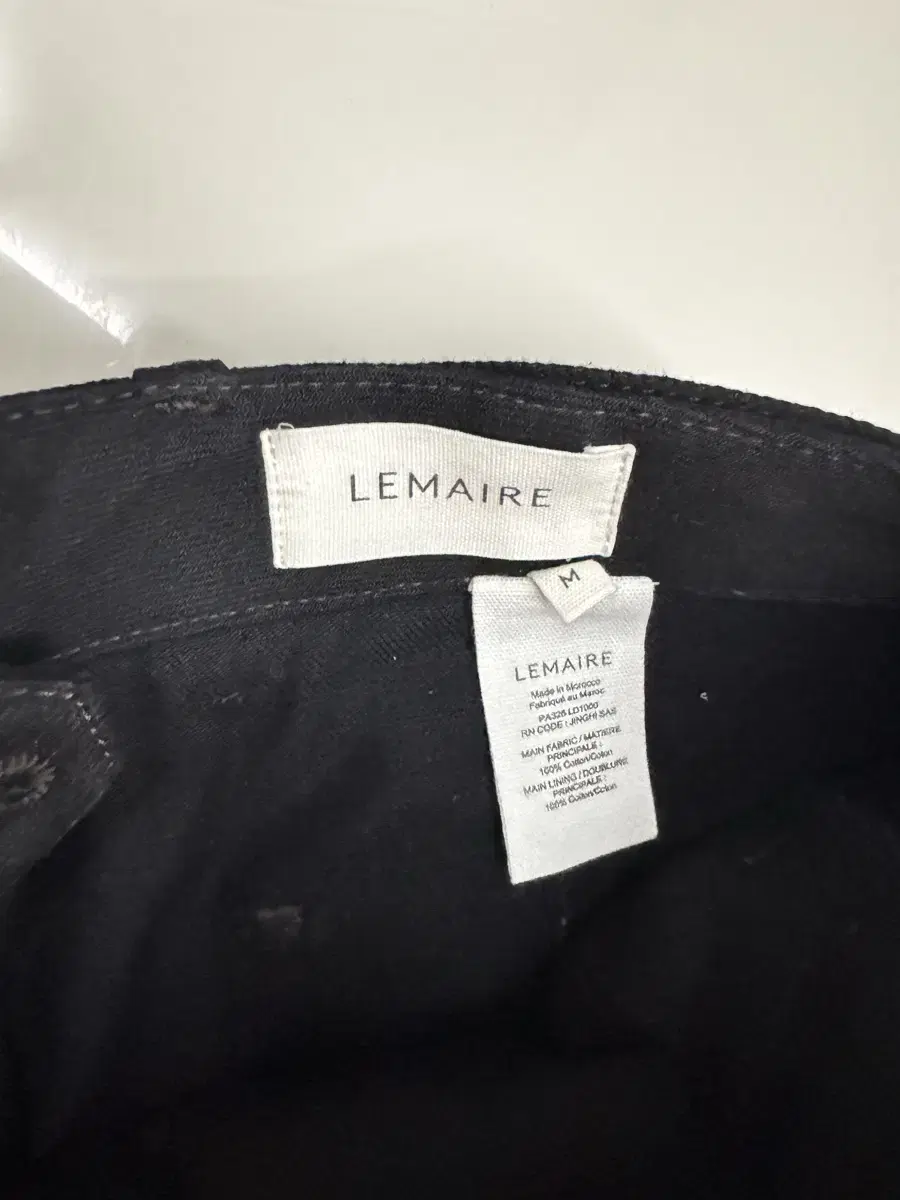 LEMAIRE
M
LEMAIRE
Made in Morocco
Fabriqué au Maroc
PA326 LD1000
RN CODE : JINGHI SAS
MAIN FABRIC / MATIERE
PRINCIPALE :
100% Cotton/Coton
MAIN LINING / DOUBLURE
PRINCIPALE :
100% Cotton/Coton